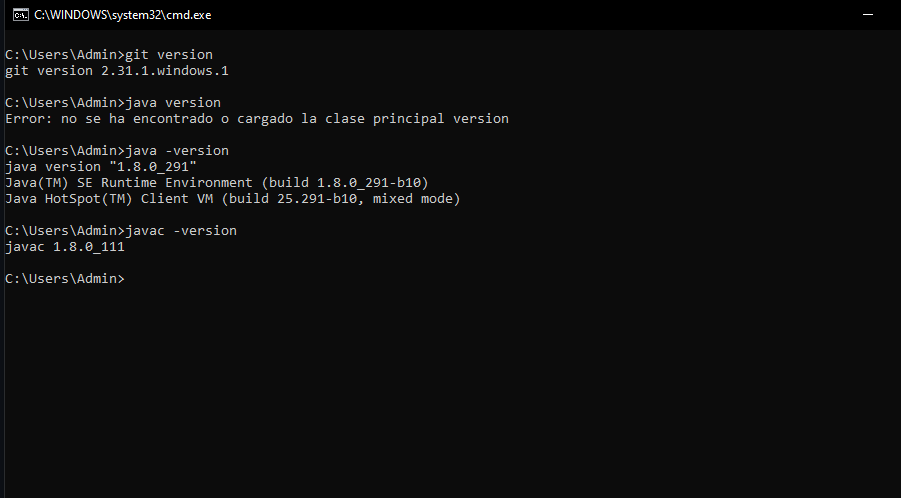 C:\WINDOWS\system32\cmd.exe
C:\Users\Admin>git version
git version 2.31.1.windows.1
C:\Users\Admin>java version
Error: no se ha encontrado o cargado la clase principal version
C:\Users\Admin>java -version
java version "1.8.0_291"
Java(TM) SE Runtime Environment (build 1.8.0_291-b10)
Java HotSpot(TM) Client VM (build 25.291-b10, mixed mode)
C:\Users\Admin>javac -version
javac 1.8.0_111
C:\Users\Admin>